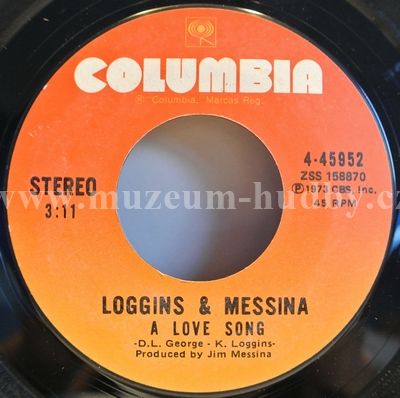 COLUMBIA
® Columbia, Marcas Reg.
STEREO
3:11
4-45952
ZSS 158870
Ⓟ 1973 CBS, Inc.
45 RPM
www.muzeum-hudby.cz
LOGGINS & MESSINA
A LOVE SONG
-D.L. George - K. Loggins-
Produced by Jim Messina